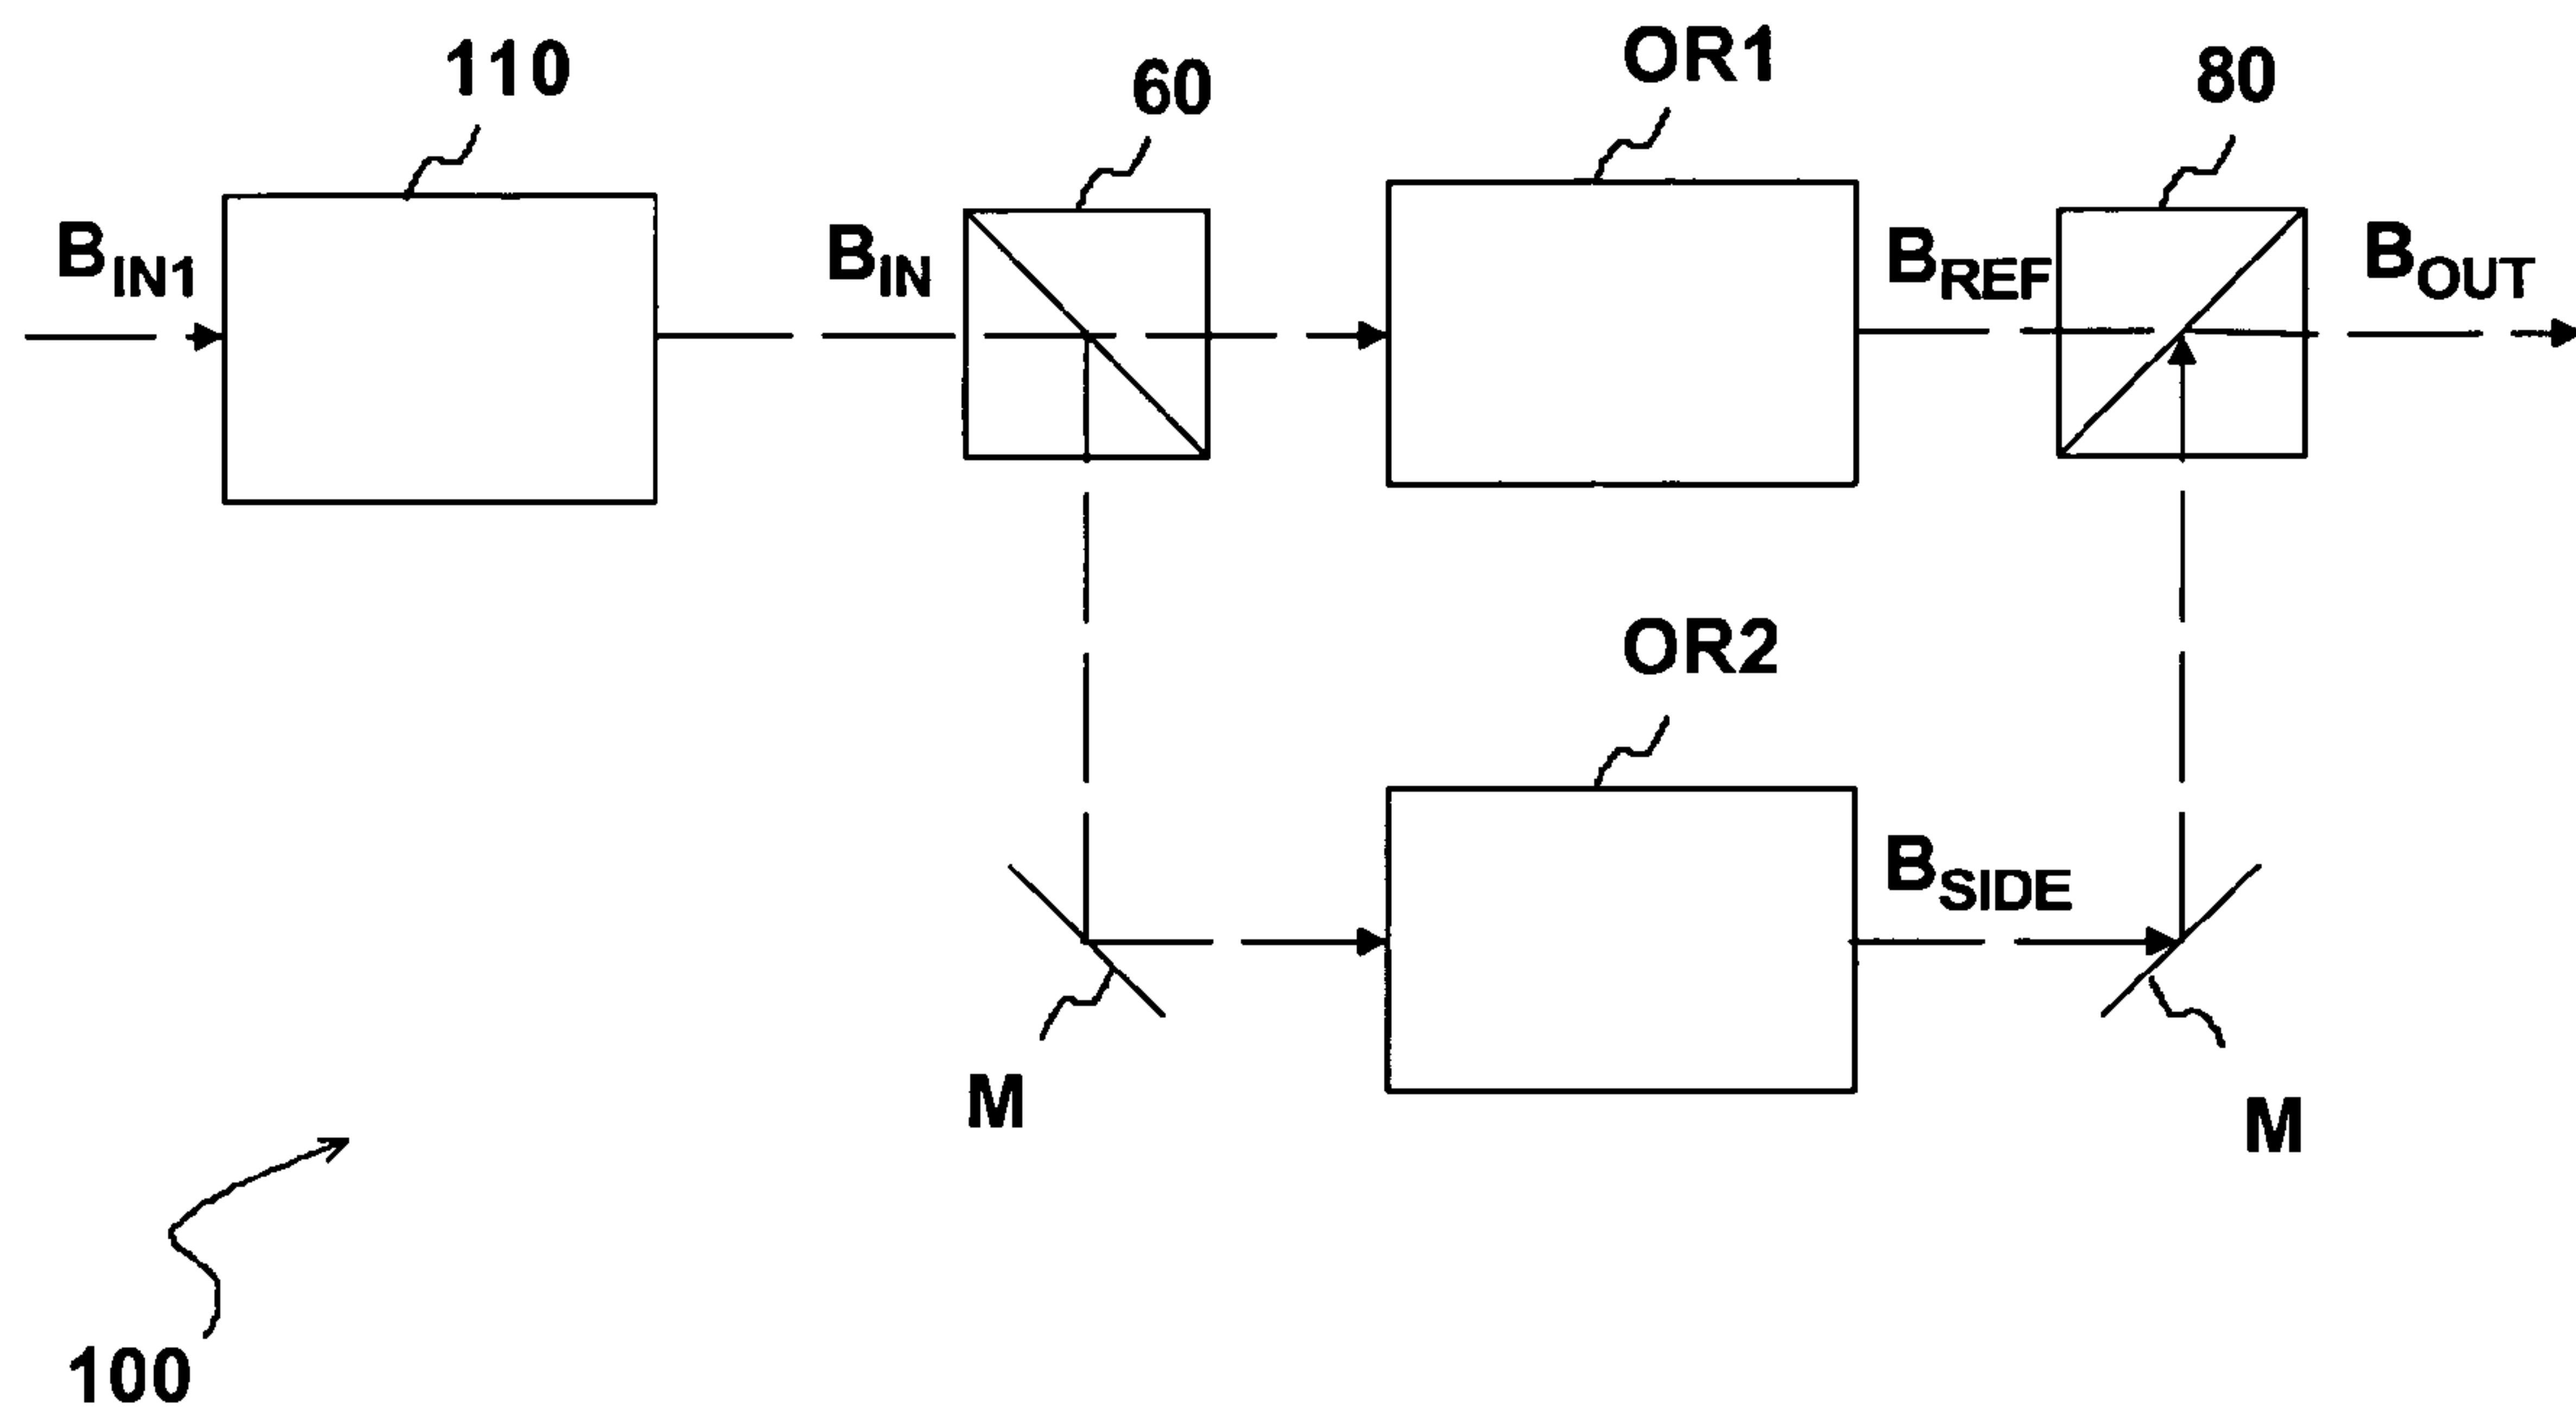 110
60
OR1
80
B_IN1
B_IN
B_REF
B_OUT
OR2
B_SIDE
M
M
100